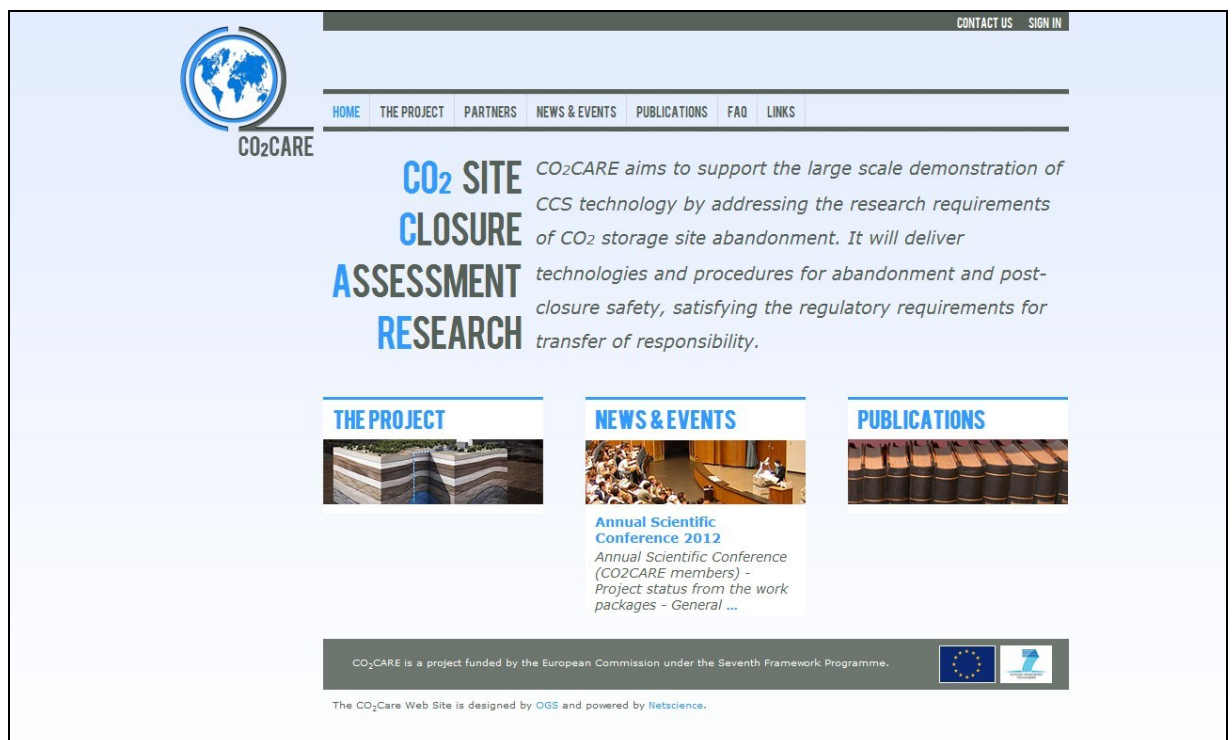 CONTACT US SIGN IN
CO2CARE
HOME THE PROJECT PARTNERS NEWS & EVENTS PUBLICATIONS FAQ LINKS
CO2 SITE
CLOSURE
ASSESSMENT
RESEARCH
CO2CARE aims to support the large scale demonstration of
CCS technology by addressing the research requirements
of CO2 storage site abandonment. It will deliver
technologies and procedures for abandonment and post-
closure safety, satisfying the regulatory requirements for
transfer of responsibility.
THE PROJECT
NEWS & EVENTS
Annual Scientific
Conference 2012
Annual Scientific Conference
(CO2CARE members) -
Project status from the work
packages - General ...
PUBLICATIONS
CO2CARE is a project funded by the European Commission under the Seventh Framework Programme.
The CO2Care Web Site is designed by OGS and powered by Netscience.